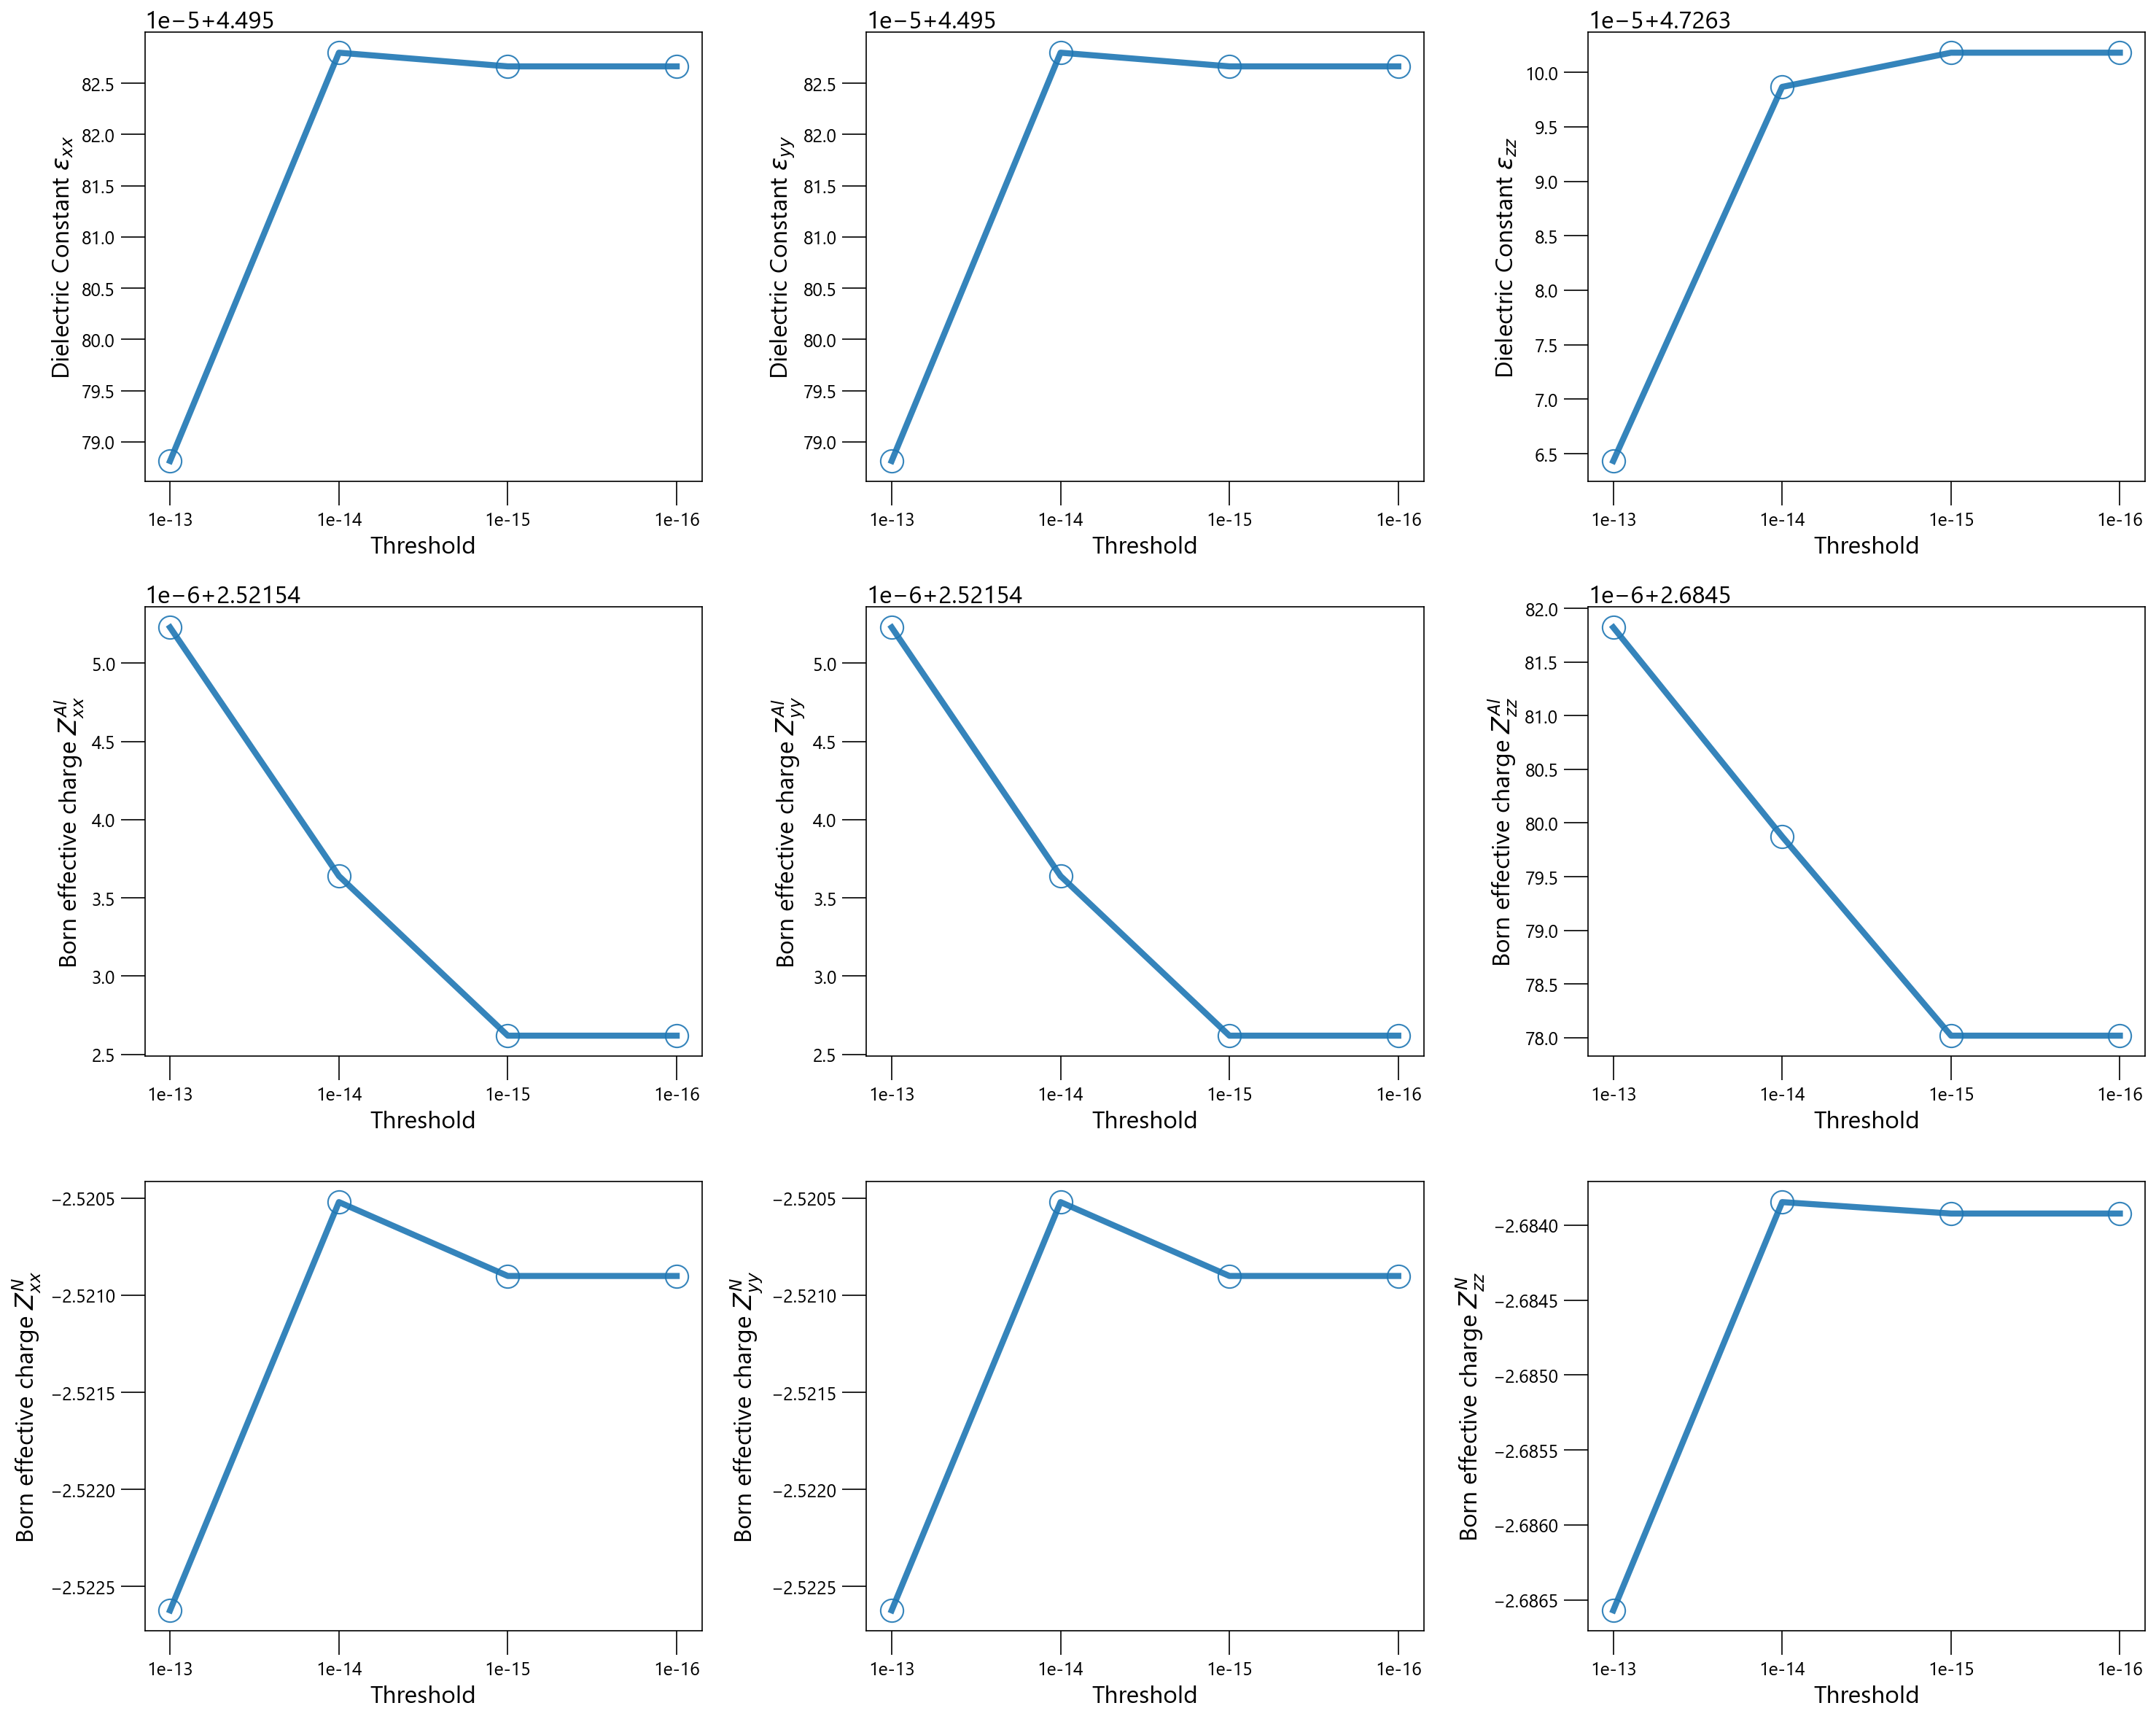 1e−5+4.495
Dielectric Constant εxx
82.5
82.0
81.5
81.0
80.5
80.0
79.5
79.0
1e-13 1e-14 1e-15 1e-16
Threshold
1e−5+4.495
Dielectric Constant εyy
82.5
82.0
81.5
81.0
80.5
80.0
79.5
79.0
1e-13 1e-14 1e-15 1e-16
Threshold
1e−5+4.7263
Dielectric Constant εzz
10.0
9.5
9.0
8.5
8.0
7.5
7.0
6.5
1e-13 1e-14 1e-15 1e-16
Threshold
1e−6+2.52154
Born effective charge Z^{Al}_{xx}
5.0
4.5
4.0
3.5
3.0
2.5
1e-13 1e-14 1e-15 1e-16
Threshold
1e−6+2.52154
Born effective charge Z^{Al}_{yy}
5.0
4.5
4.0
3.5
3.0
2.5
1e-13 1e-14 1e-15 1e-16
Threshold
1e−6+2.6845
Born effective charge Z^{Al}_{zz}
82.0
81.5
81.0
80.5
80.0
79.5
79.0
78.5
78.0
1e-13 1e-14 1e-15 1e-16
Threshold
Born effective charge Z^{N}_{xx}
−2.5205
−2.5210
−2.5215
−2.5220
−2.5225
1e-13 1e-14 1e-15 1e-16
Threshold
Born effective charge Z^{N}_{yy}
−2.5205
−2.5210
−2.5215
−2.5220
−2.5225
1e-13 1e-14 1e-15 1e-16
Threshold
Born effective charge Z^{N}_{zz}
−2.6840
−2.6845
−2.6850
−2.6855
−2.6860
−2.6865
1e-13 1e-14 1e-15 1e-16
Threshold